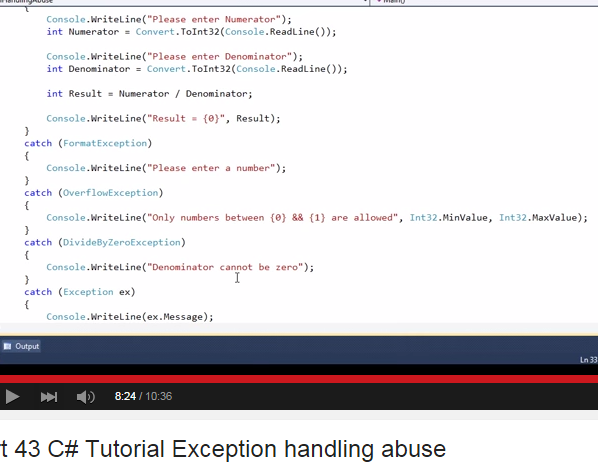 Main()
{
Console.WriteLine("Please enter Numerator");
int Numerator = Convert.ToInt32(Console.ReadLine());
Console.WriteLine("Please enter Denominator");
int Denominator = Convert.ToInt32(Console.ReadLine());
int Result = Numerator / Denominator;
Console.WriteLine("Result = {0}", Result);
}
catch (FormatException)
{
Console.WriteLine("Please enter a number");
}
catch (OverflowException)
{
Console.WriteLine("Only numbers between {0} && {1} are allowed", Int32.MinValue, Int32.MaxValue);
}
catch (DivideByZeroException)
{
Console.WriteLine("Denominator cannot be zero");
}
catch (Exception ex)
{
Console.WriteLine(ex.Message);
Output
Ln 33
8:24 / 10:36
t 43 C# Tutorial Exception handling abuse